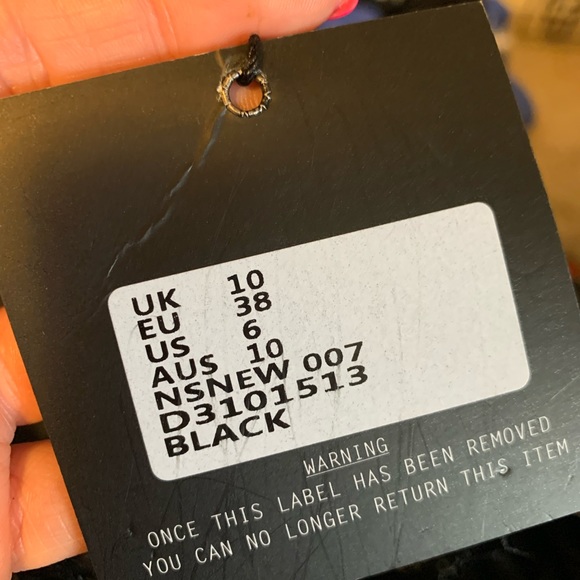 UK 10
EU 38
US 6
AUS 10
NSNEW 007
D3101513
BLACK
WARNING
ONCE THIS LABEL HAS BEEN REMOVED
YOU CAN NO LONGER RETURN THIS ITEM